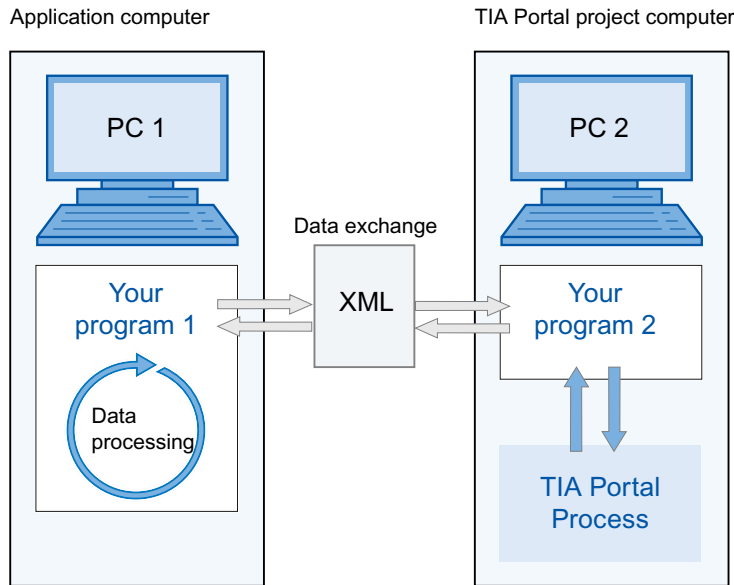 Application computer
TIA Portal project computer
PC 1
PC 2
Data exchange
XML
Your
program 1
Your
program 2
Data
processing
TIA Portal
Process